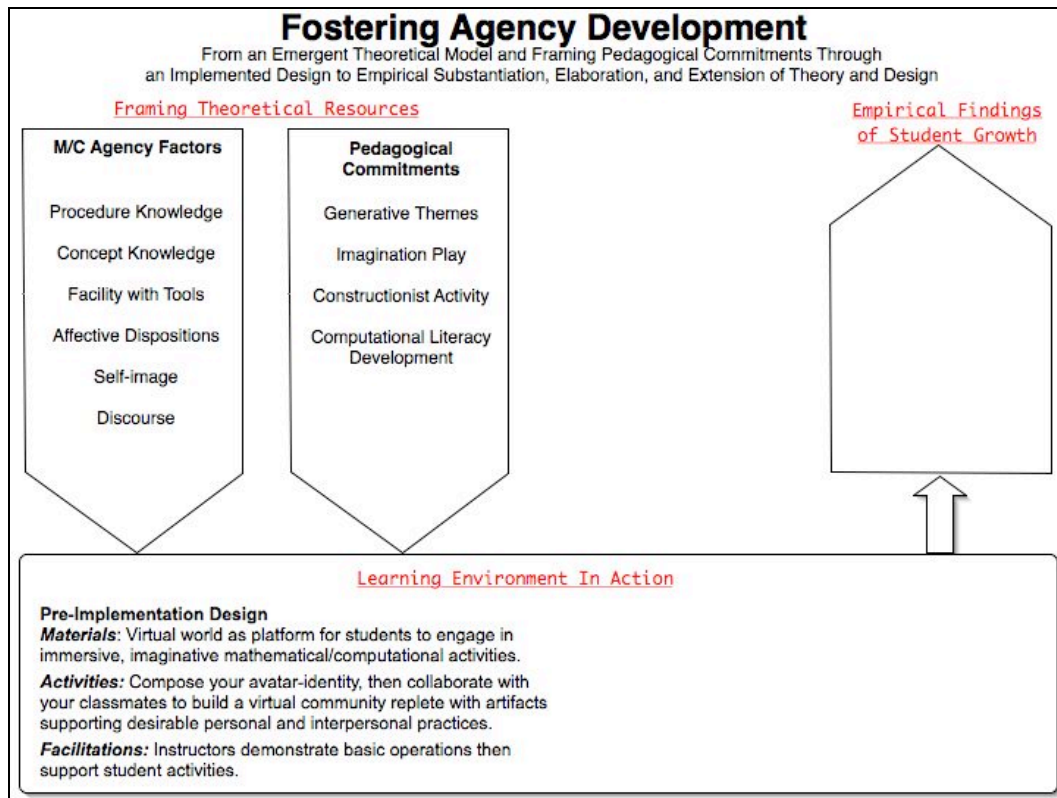 Fostering Agency Development
From an Emergent Theoretical Model and Framing Pedagogical Commitments Through
an Implemented Design to Empirical Substantiation, Elaboration, and Extension of Theory and Design
Framing Theoretical Resources
M/C Agency Factors
Procedure Knowledge
Concept Knowledge
Facility with Tools
Affective Dispositions
Self-image
Discourse
Pedagogical
Commitments
Generative Themes
Imagination Play
Constructionist Activity
Computational Literacy
Development
Empirical Findings
of Student Growth
Learning Environment In Action
Pre-Implementation Design
Materials: Virtual world as platform for students to engage in
immersive, imaginative mathematical/computational activities.
Activities: Compose your avatar-identity, then collaborate with
your classmates to build a virtual community replete with artifacts
supporting desirable personal and interpersonal practices.
Facilitations: Instructors demonstrate basic operations then
support student activities.